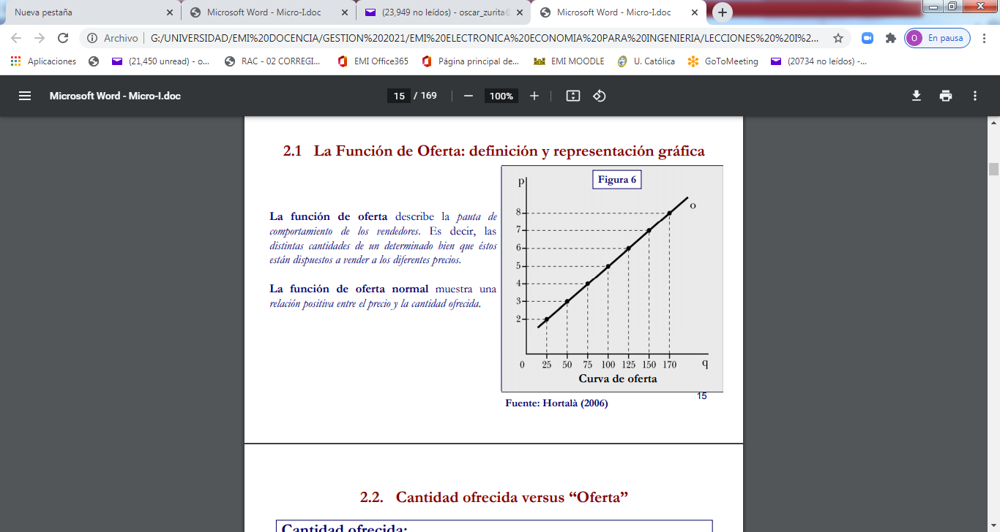 Nueva pestaña
Microsoft Word - Micro-I.doc
(23,949 no leídos) - oscar_zurita
Microsoft Word - Micro-I.doc
Archivo
G:/UNIVERSIDAD/EMI%20DOCENCIA/GESTION%202021/EMI%20ELECTRONICA%20ECONOMIA%20PARA%20INGENIERIA/LECCIONES%20%20I%2...
O En pausa
Aplicaciones
(21,450 unread) - o...
RAC - 02 CORREGI...
EMI Office365
Página principal de...
EMI MOODLE
U. Católica
GoToMeeting
(20734 no leídos) -...
Microsoft Word - Micro-I.doc
15 / 169
100%
2.1 La Función de Oferta: definición y representación gráfica
La función de oferta describe la pauta de
comportamiento de los vendedores. Es decir, las
distintas cantidades de un determinado bien que éstos
están dispuestos a vender a los diferentes precios.
La función de oferta normal muestra una
relación positiva entre el precio y la cantidad ofrecida.
Figura 6
p
o
8
7
6
5
4
3
2
0 25 50 75 100 125 150 170 q
Curva de oferta
15
Fuente: Hortalà (2006)
2.2. Cantidad ofrecida versus “Oferta”
Cantidad ofrecida: